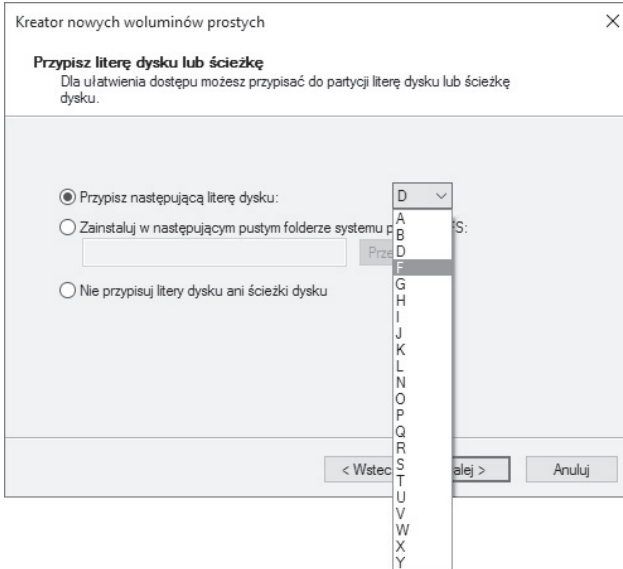 Kreator nowych woluminów prostych
Przypisz literę dysku lub ścieżkę
Dla ułatwienia dostępu możesz przypisać do partycji literę dysku lub ścieżkę
dysku.
Przypisz następującą literę dysku:
D
Zainstaluj w następującym pustym folderze systemu p
S:
Prze
Nie przypisuj litery dysku ani ścieżki dysku
A
B
D
F
G
H
I
J
K
L
N
O
P
Q
R
S
T
U
V
W
X
Y
< Wstec
alej >
Anuluj